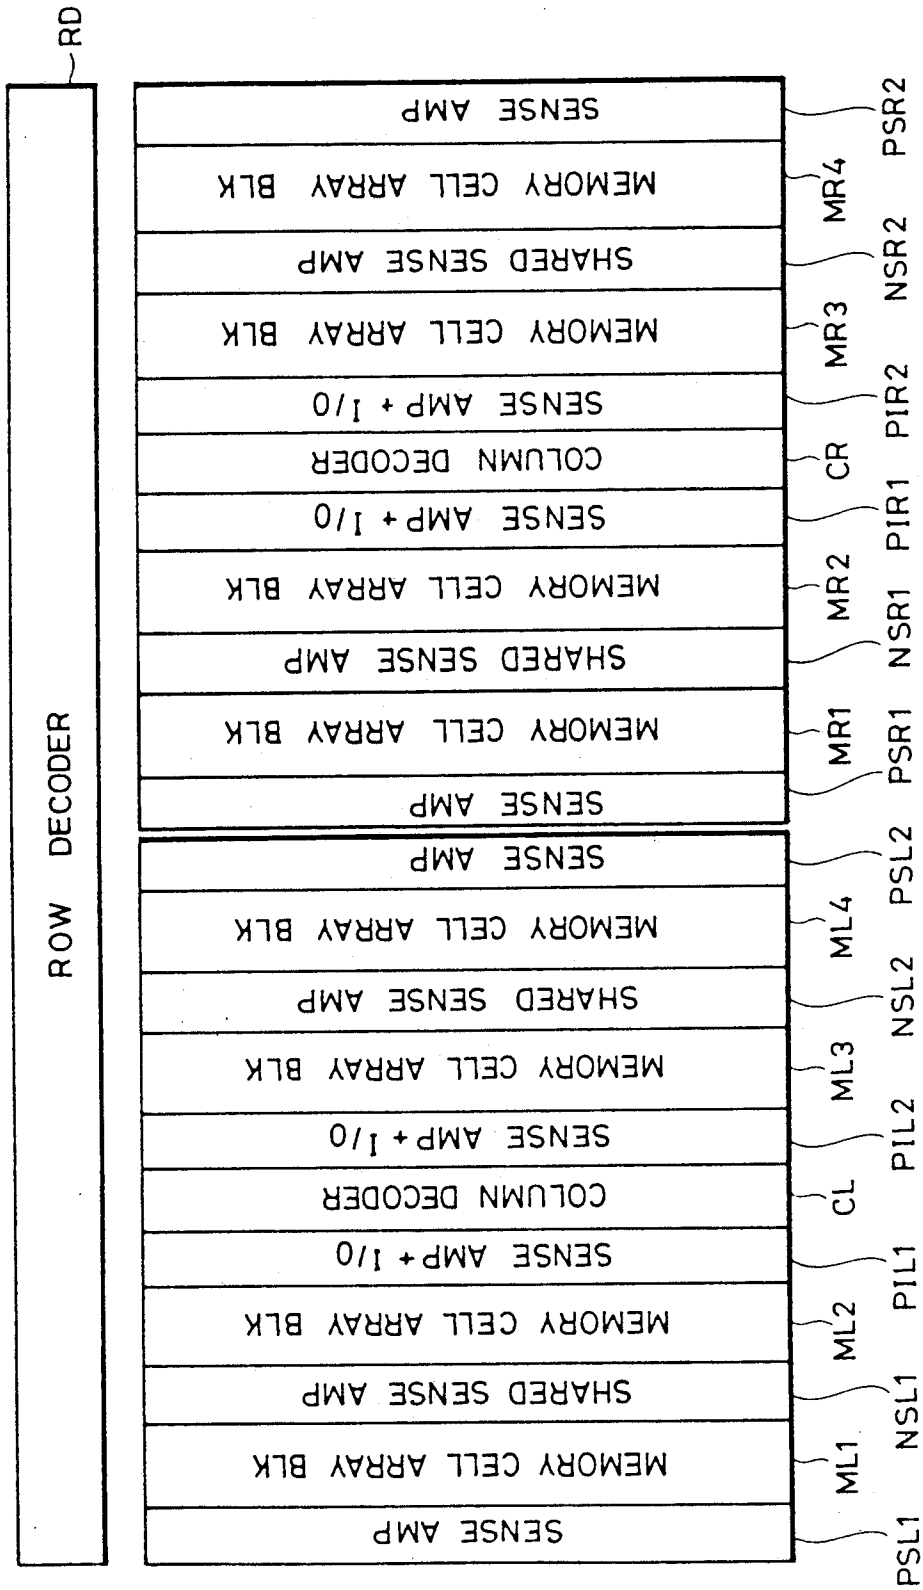 RD
ROW DECODER
SENSE AMP
PSR2
MEMORY CELL ARRAY BLK
MR4
SHARED SENSE AMP
NSR2
MEMORY CELL ARRAY BLK
MR3
SENSE AMP + I/O
PIR2
COLUMN DECODER
CR
SENSE AMP + I/O
PIR1
MEMORY CELL ARRAY BLK
MR2
SHARED SENSE AMP
NSR1
MEMORY CELL ARRAY BLK
MR1
SENSE AMP
PSR1
SENSE AMP
PSL2
MEMORY CELL ARRAY BLK
ML4
SHARED SENSE AMP
NSL2
MEMORY CELL ARRAY BLK
ML3
SENSE AMP + I/O
PIL2
COLUMN DECODER
CL
SENSE AMP + I/O
PIL1
MEMORY CELL ARRAY BLK
ML2
SHARED SENSE AMP
NSL1
MEMORY CELL ARRAY BLK
ML1
SENSE AMP
PSL1